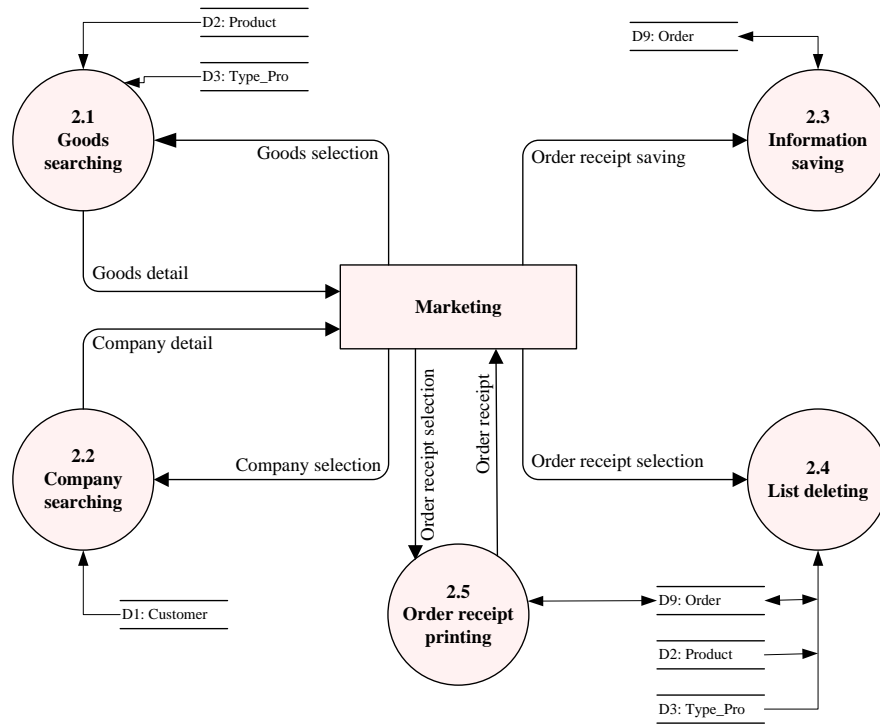 D2: Product
D3: Type_Pro
D9: Order
2.1
Goods
searching
Goods selection
Order receipt saving
2.3
Information
saving
Goods detail
Marketing
Company detail
2.2
Company
searching
Company selection
Order receipt selection
Order receipt
Order receipt selection
2.4
List deleting
D1: Customer
2.5
Order receipt
printing
D9: Order
D2: Product
D3: Type_Pro